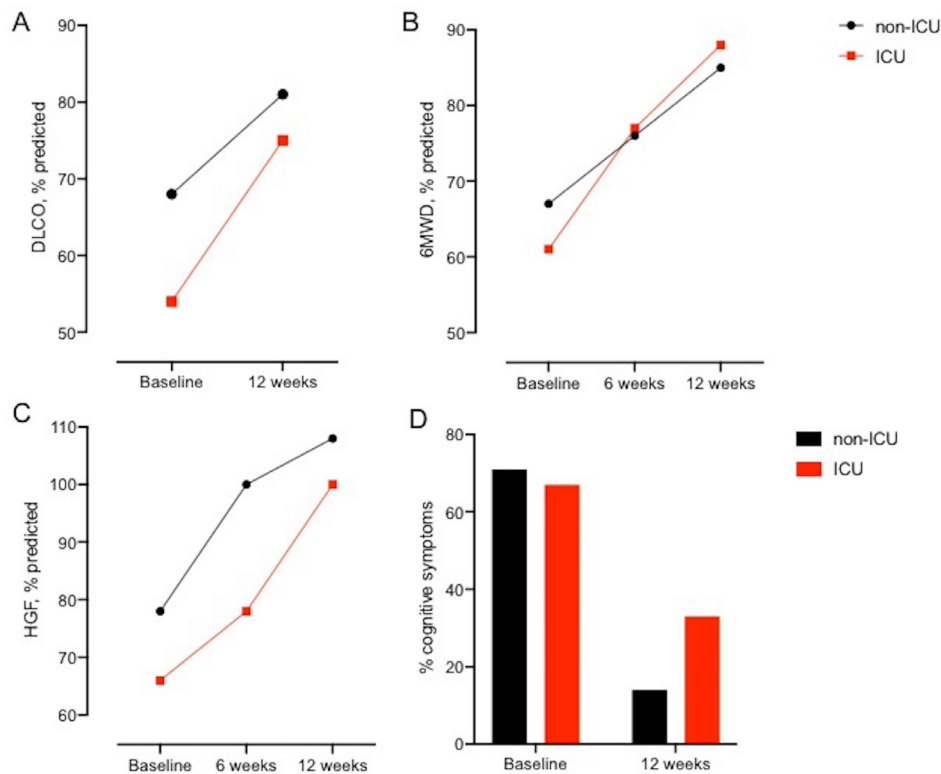 A
90
80
70
60
50
DLCO, % predicted
Baseline
12 weeks
B
90
80
70
60
50
6MWD, % predicted
Baseline
6 weeks
12 weeks
non-ICU
ICU
C
110
100
90
80
70
60
HGF, % predicted
Baseline
6 weeks
12 weeks
D
80
60
40
20
0
% cognitive symptoms
Baseline
12 weeks
non-ICU
ICU